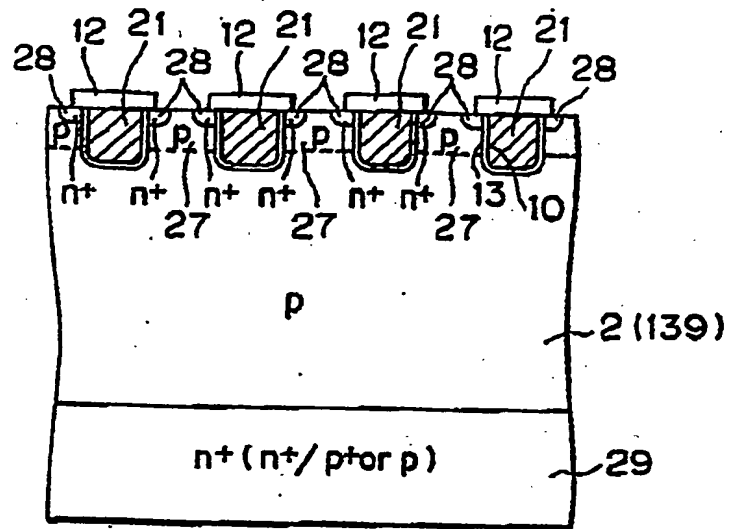 12 21 12 21 12 21 12 21
28 28 28 28 28
p p p p
n+ n+ n+ n+ n+ n+ 13 10
27 27 27
p
2 (139)
n+ (n+/p+ or p)
29